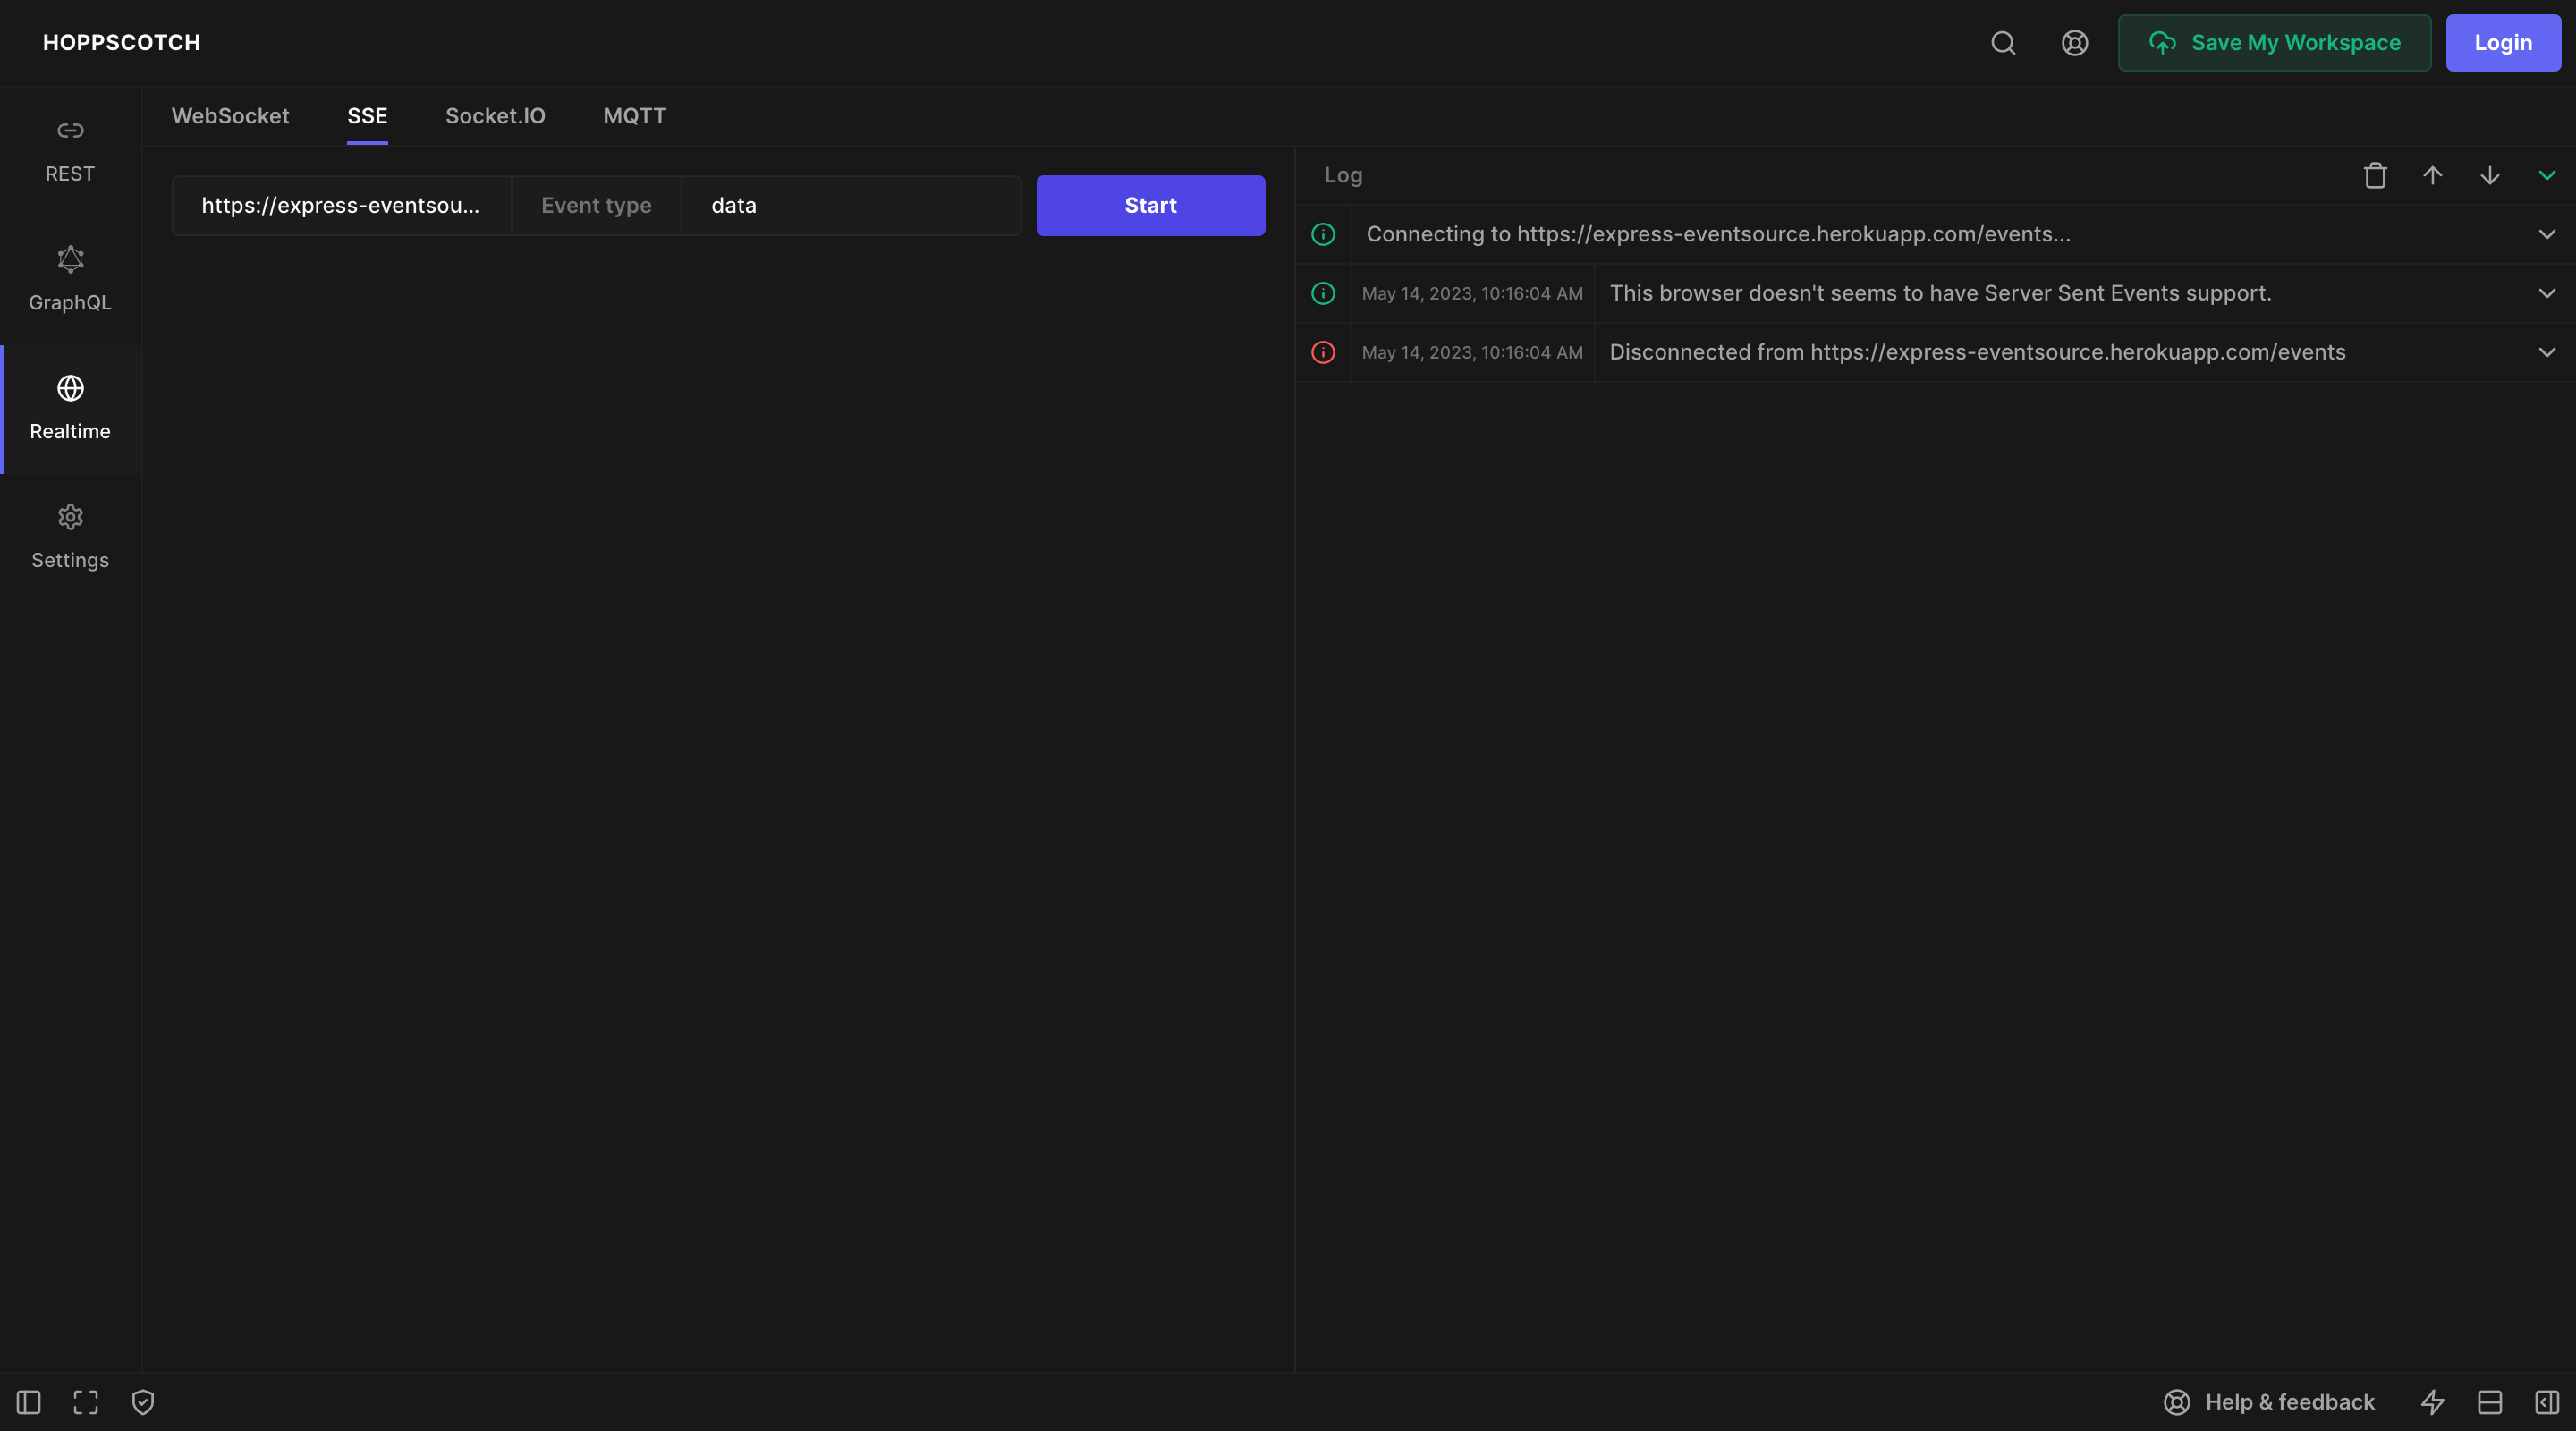 HOPPSCOTCH
Save My Workspace
Login
REST
GraphQL
Realtime
Settings
WebSocket SSE Socket.IO MQTT
https://express-eventsou... Event type data Start
Log
Connecting to https://express-eventsource.herokuapp.com/events...
May 14, 2023, 10:16:04 AM This browser doesn't seems to have Server Sent Events support.
May 14, 2023, 10:16:04 AM Disconnected from https://express-eventsource.herokuapp.com/events
Help & feedback